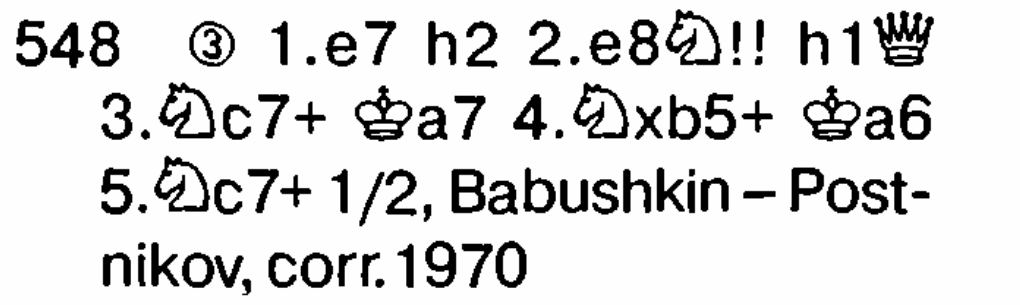 548 ③ 1.e7 h2 2.e8♘!! h1♕
3.♘c7+ ♔a7 4.♘xb5+ ♔a6
5.♘c7+ 1/2, Babushkin – Post-
nikov, corr. 1970